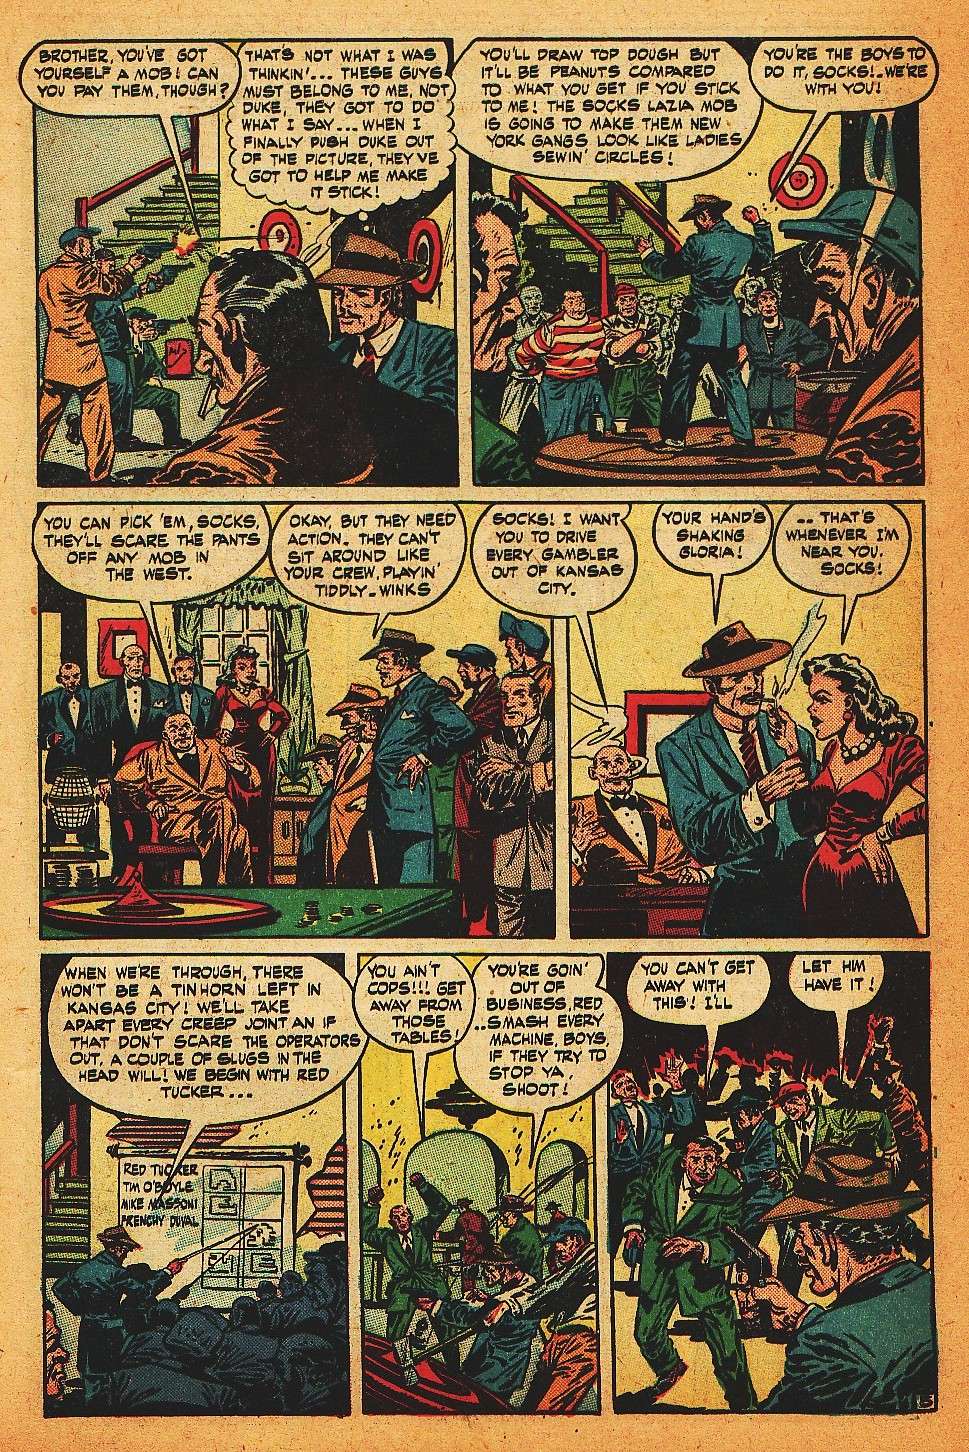 BROTHER, YOU'VE GOT
YOURSELF A MOB! CAN
YOU PAY THEM, THOUGH?
THAT'S NOT WHAT I WAS
THINKIN'... THESE GUYS
MUST BELONG TO ME, NOT
DUKE, THEY GOT TO DO
WHAT I SAY... WHEN I
FINALLY PUSH DUKE OUT
OF THE PICTURE, THEY'VE
GOT TO HELP ME MAKE
IT STICK!
YOU'LL DRAW TOP DOUGH BUT
IT'LL BE PEANUTS COMPARED
TO WHAT YOU GET IF YOU STICK
TO ME! THE SOCKS LAZIA MOB
IS GOING TO MAKE THEM NEW
YORK GANGS LOOK LIKE LADIES
SEWIN' CIRCLES!
YOU'RE THE BOYS TO
DO IT, SOCKS!..WE'RE
WITH YOU!
YOU CAN PICK 'EM, SOCKS,
THEY'LL SCARE THE PANTS
OFF ANY MOB IN
THE WEST.
OKAY, BUT THEY NEED
ACTION. THEY CAN'T
SIT AROUND LIKE
YOUR CREW, PLAYIN'
TIDDLY-WINKS
SOCKS! I WANT
YOU TO DRIVE
EVERY GAMBLER
OUT OF KANSAS
CITY.
YOUR HAND'S
SHAKING
GLORIA!
..THAT'S
WHENEVER I'M
NEAR YOU.
SOCKS!
WHEN WE'RE THROUGH, THERE
WON'T BE A TINHORN LEFT IN
KANSAS CITY! WE'LL TAKE
APART EVERY CREEP JOINT AN IF
THAT DON'T SCARE THE OPERATORS
OUT, A COUPLE OF SLUGS IN THE
HEAD WILL! WE BEGIN WITH RED
TUCKER...
RED TUCKER
TIM O'BOYLE
MIKE MASSONI
FRENCHY DUVAL
YOU AIN'T
COPS!!! GET
AWAY FROM
THOSE
TABLES!
YOU'RE GOIN'
OUT OF
BUSINESS, RED
..SMASH EVERY
MACHINE, BOYS,
IF THEY TRY TO
STOP YA,
SHOOT!
YOU CAN'T GET
AWAY WITH
THIS! I'LL
LET HIM
HAVE IT!